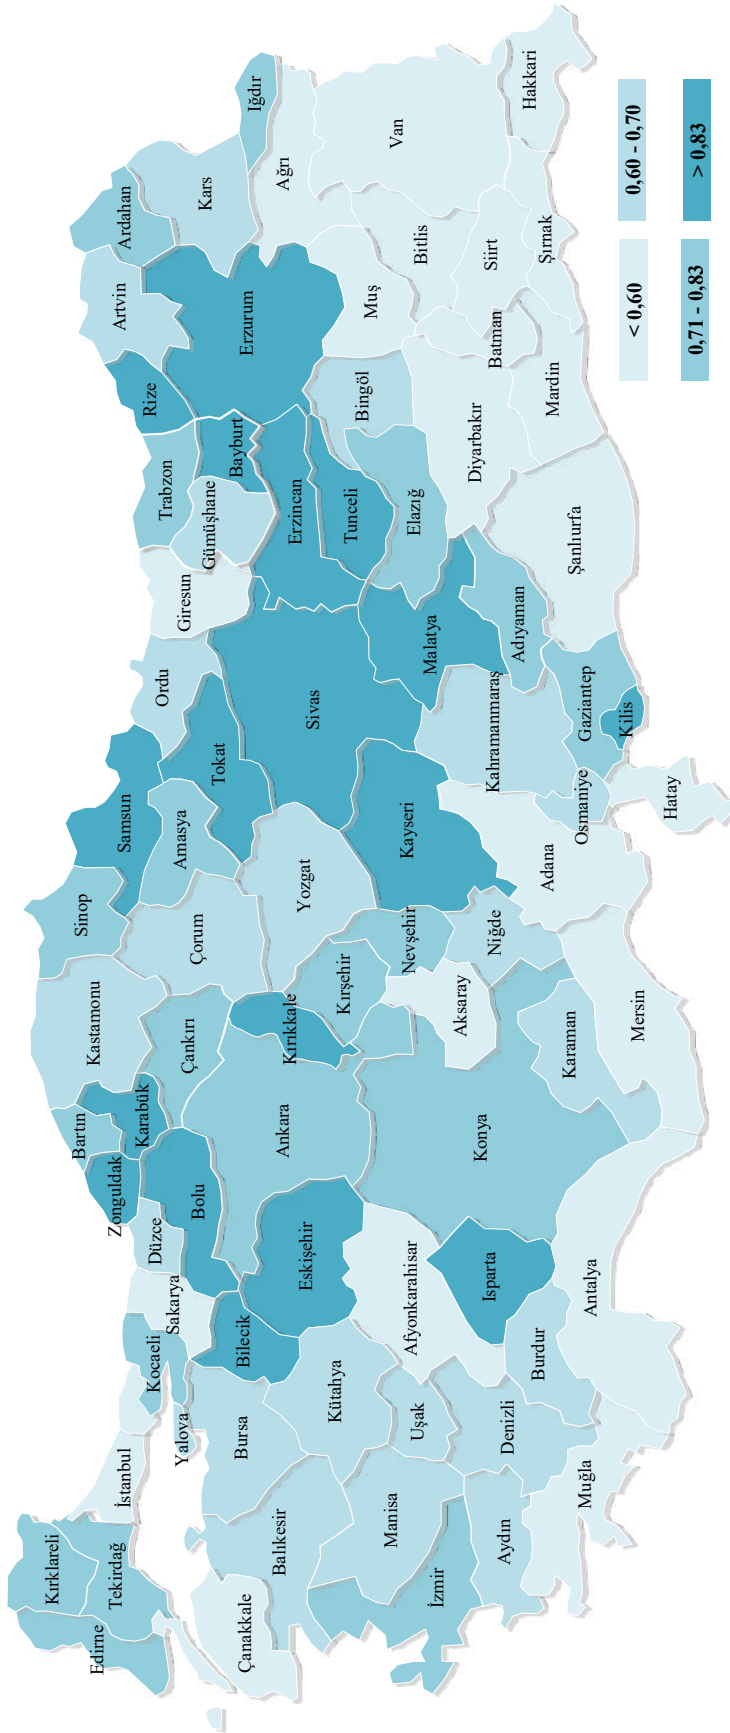 Kırklareli
Edirne
Tekirdağ
İstanbul
Kocaeli
Yalova
Sakarya
Düzce
Zonguldak
Bartın
Karabük
Kastamonu
Sinop
Samsun
Ordu
Giresun
Trabzon
Rize
Artvin
Ardahan
Çanakkale
Balıkesir
Bursa
Bilecik
Bolu
Çankırı
Çorum
Amasya
Tokat
Gümüşhane
Bayburt
Erzurum
Kars
Iğdır
Kütahya
Eskişehir
Ankara
Kırıkkale
Yozgat
Sivas
Erzincan
Tunceli
Bingöl
Muş
Ağrı
İzmir
Manisa
Uşak
Afyonkarahisar
Kırşehir
Nevşehir
Kayseri
Malatya
Elazığ
Bitlis
Van
Aydın
Denizli
Burdur
Isparta
Konya
Aksaray
Niğde
Kahramanmaraş
Adıyaman
Diyarbakır
Batman
Siirt
Muğla
Antalya
Karaman
Mersin
Adana
Osmaniye
Gaziantep
Kilis
Hatay
Şanlıurfa
Mardin
Şırnak
Hakkari
< 0,60
0,60 - 0,70
0,71 - 0,83
> 0,83